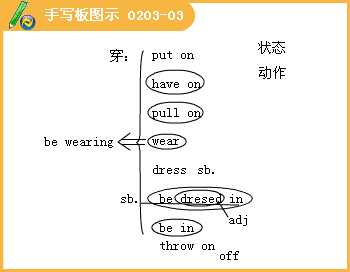 手写板图示 0203-03
状态
穿: put on
动作
have on
pull on
be wearing wear
dress sb.
sb. be dresed in
adj
be in
throw on
off